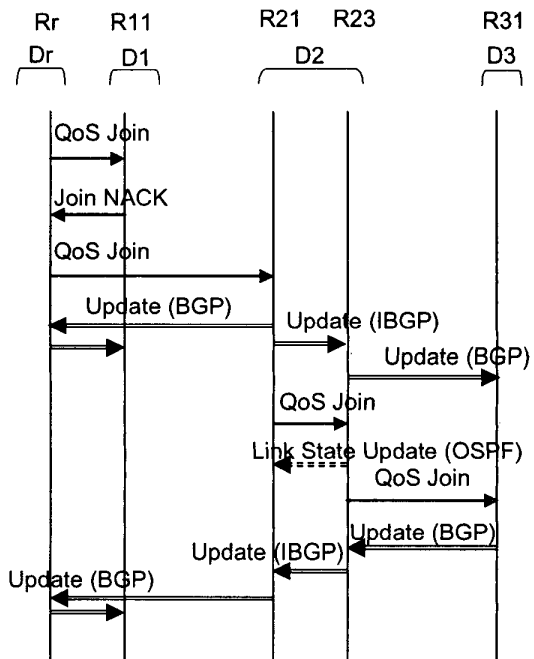 Rr R11 R21 R23 R31
Dr D1 D2 D3
QoS Join
Join NACK
QoS Join
Update (BGP)
Update (IBGP)
Update (BGP)
QoS Join
Link State Update (OSPF)
QoS Join
Update (BGP)
Update (IBGP)
Update (BGP)